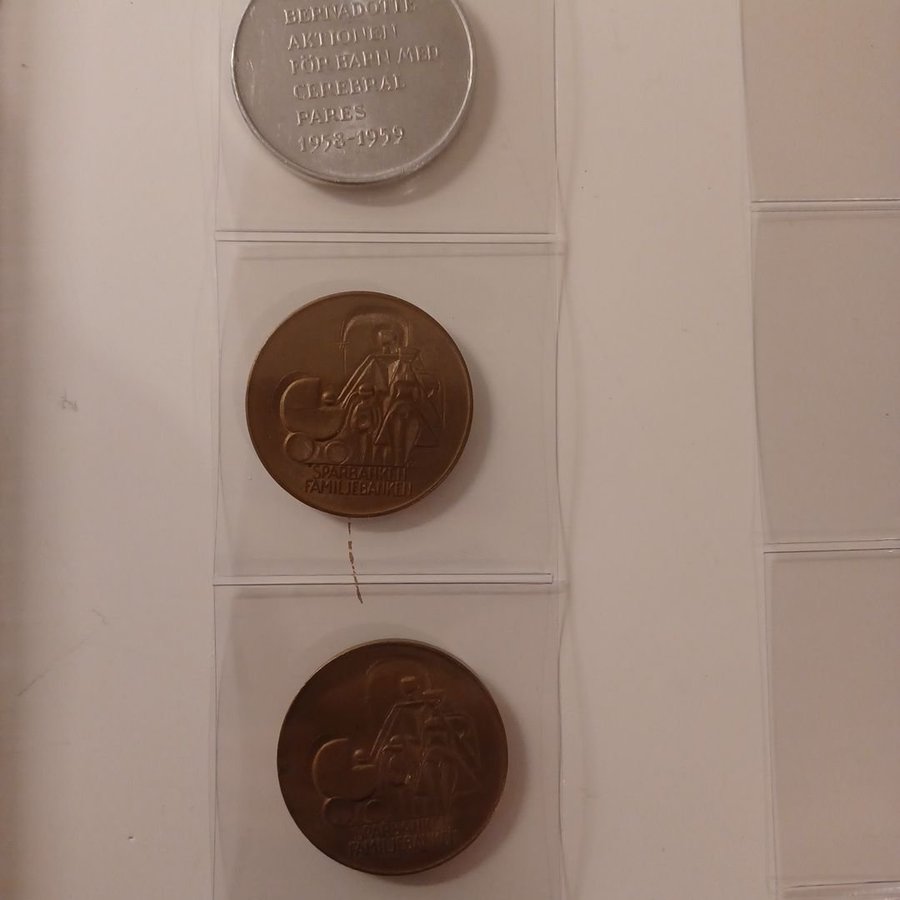 BERNADOTTE
AKTIONEN
FÖR BARN MED
CEREBRAL
PARES
1958-1959
SPARBANKEN
FAMILJEBANKEN
SPARBANKEN
FAMILJEBANKEN